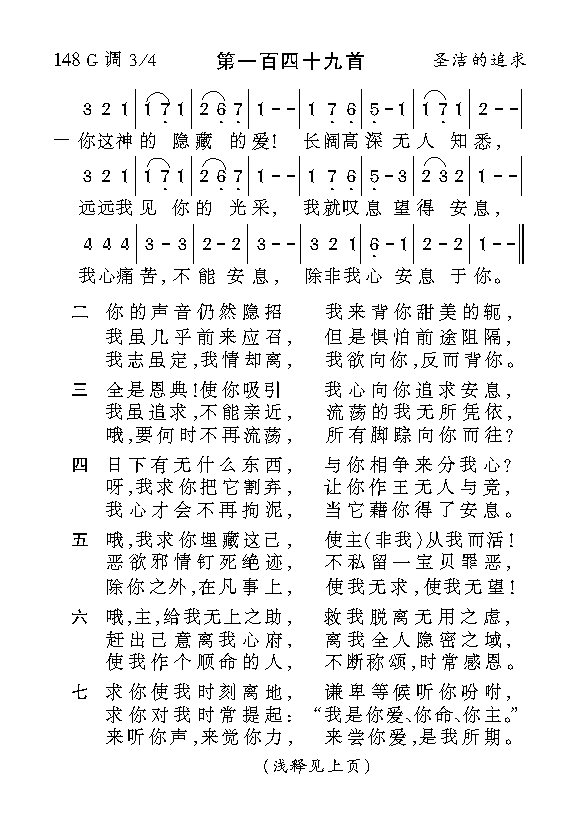 148 G 调 3/4 第一百四十九首 圣洁的追求
3 2 1 | 1 7 1 | 2 6 7 | 1 - - | 1 7 6 | 5 - 1 | 1 7 1 | 2 - - |
一 你这神的 隐藏 的爱! 长阔高深 无人 知悉,
3 2 1 | 1 7 1 | 2 6 7 | 1 - - | 1 7 6 | 5 - 3 | 2 3 2 | 1 - - |
远远我见 你的 光采, 我就叹息 望得 安息,
4 4 4 | 3 - 3 | 2 - 2 | 3 - - | 3 2 1 | 6 - 1 | 2 - 2 | 1 - - ‖
我心痛苦,不能 安息, 除非我心 安息 于你。
二 你的声音仍然隐招 我来背你甜美的轭,
我虽几乎前来应召, 但是惧怕前途阻隔,
我志虽定,我情却离, 我欲向你,反而背你。
三 全是恩典!使你吸引 我心向你追求安息,
我虽追求,不能亲近, 流荡的我无所凭依,
哦,要何时不再流荡, 所有脚踪向你而往?
四 日下有无什么东西, 与你相争来分我心?
呀,我求你把它割弃, 让你作王无人与竞,
我心才会不再拘泥, 当它藉你得了安息。
五 哦,我求你埋藏这己, 使主(非我)从我而活!
恶欲邪情钉死绝迹, 不私留一宝贝罪恶,
除你之外,在凡事上, 使我无求,使我无望!
六 哦,主,给我无上之助, 救我脱离无用之虑,
赶出己意离我心府, 离我全人隐密之域,
使我作个顺命的人, 不断称颂,时常感恩。
七 求你使我时刻离地, 谦卑等候听你吩咐,
求你对我时常提起: “我是你爱、你命、你主。”
来听你声,来觉你力, 来尝你爱,是我所期。
(浅释见上页)